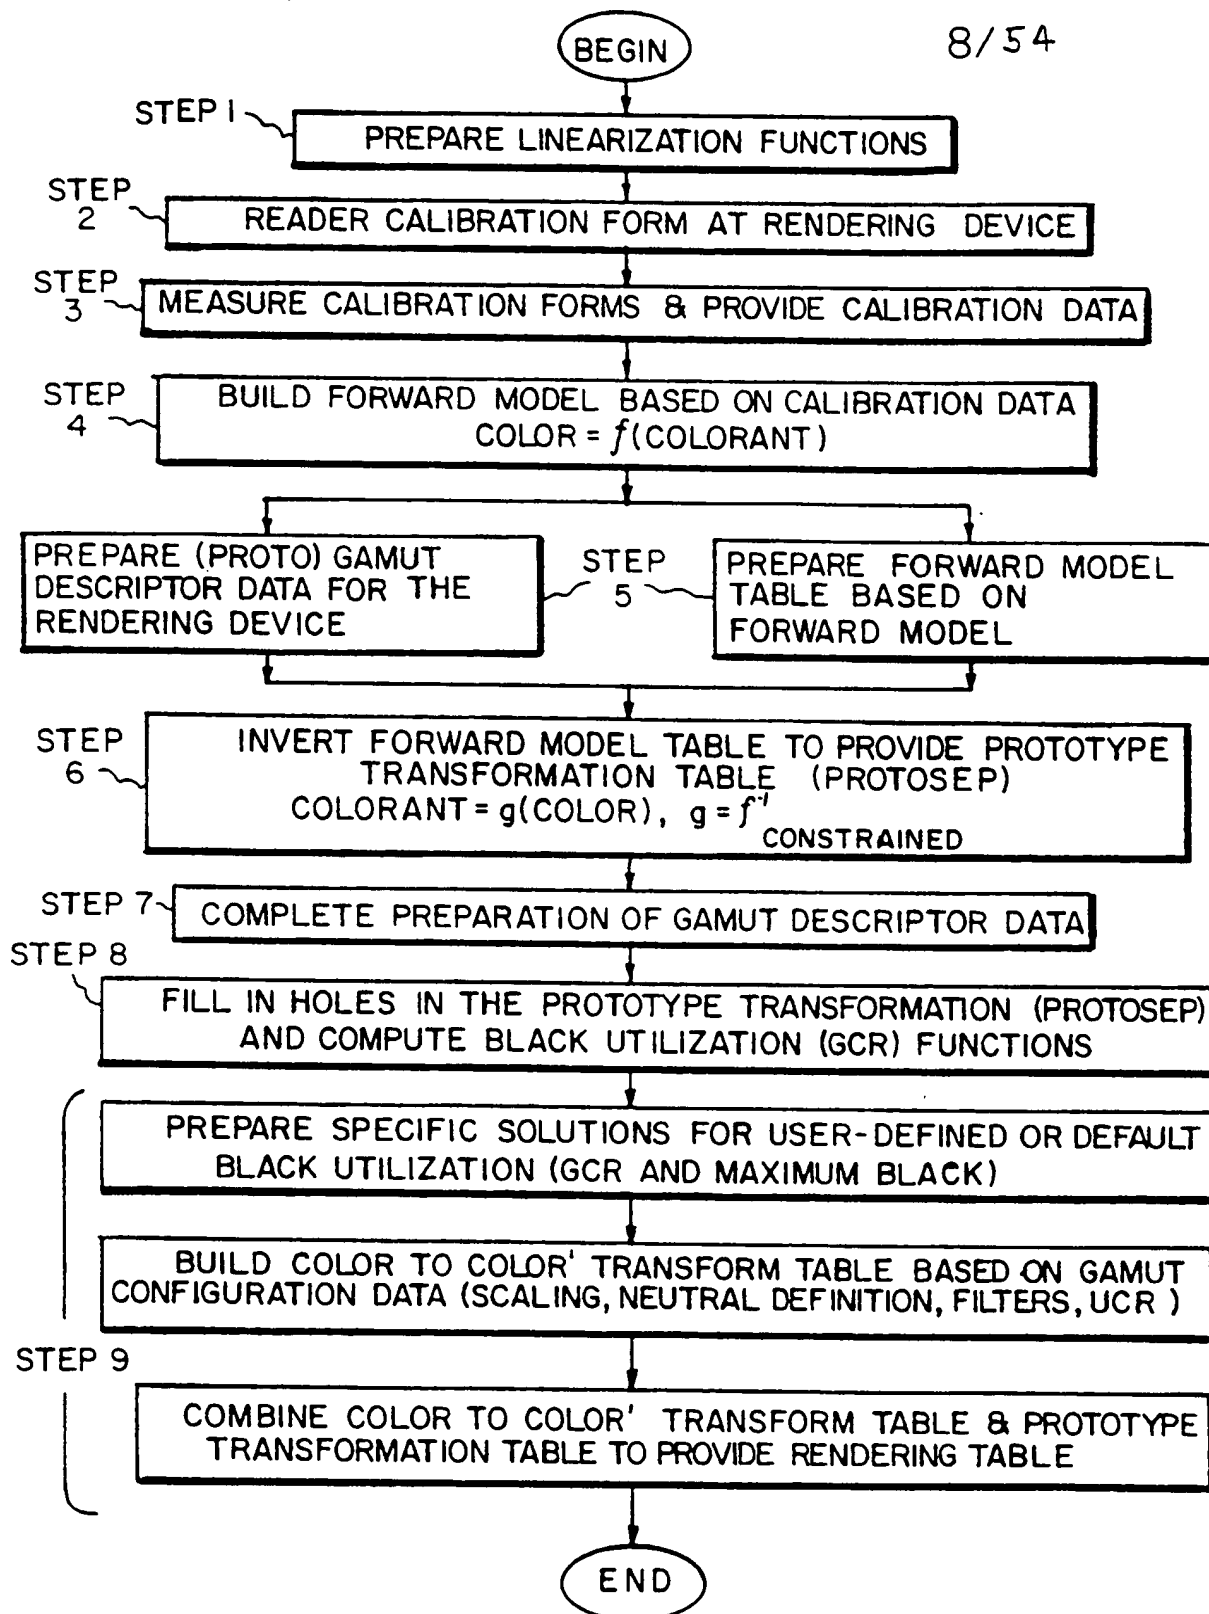 8/54
BEGIN
STEP 1
PREPARE LINEARIZATION FUNCTIONS
STEP
2
READER CALIBRATION FORM AT RENDERING DEVICE
STEP
3
MEASURE CALIBRATION FORMS & PROVIDE CALIBRATION DATA
STEP
4
BUILD FORWARD MODEL BASED ON CALIBRATION DATA
COLOR = f(COLORANT)
PREPARE (PROTO) GAMUT
DESCRIPTOR DATA FOR THE
RENDERING DEVICE
STEP
5
PREPARE FORWARD MODEL
TABLE BASED ON
FORWARD MODEL
STEP
6
INVERT FORWARD MODEL TABLE TO PROVIDE PROTOTYPE
TRANSFORMATION TABLE (PROTOSEP)
COLORANT = g(COLOR), g = f⁻¹
CONSTRAINED
STEP 7
COMPLETE PREPARATION OF GAMUT DESCRIPTOR DATA
STEP 8
FILL IN HOLES IN THE PROTOTYPE TRANSFORMATION (PROTOSEP)
AND COMPUTE BLACK UTILIZATION (GCR) FUNCTIONS
PREPARE SPECIFIC SOLUTIONS FOR USER-DEFINED OR DEFAULT
BLACK UTILIZATION (GCR AND MAXIMUM BLACK)
BUILD COLOR TO COLOR' TRANSFORM TABLE BASED ON GAMUT
CONFIGURATION DATA (SCALING, NEUTRAL DEFINITION, FILTERS, UCR )
STEP 9
COMBINE COLOR TO COLOR' TRANSFORM TABLE & PROTOTYPE
TRANSFORMATION TABLE TO PROVIDE RENDERING TABLE
END